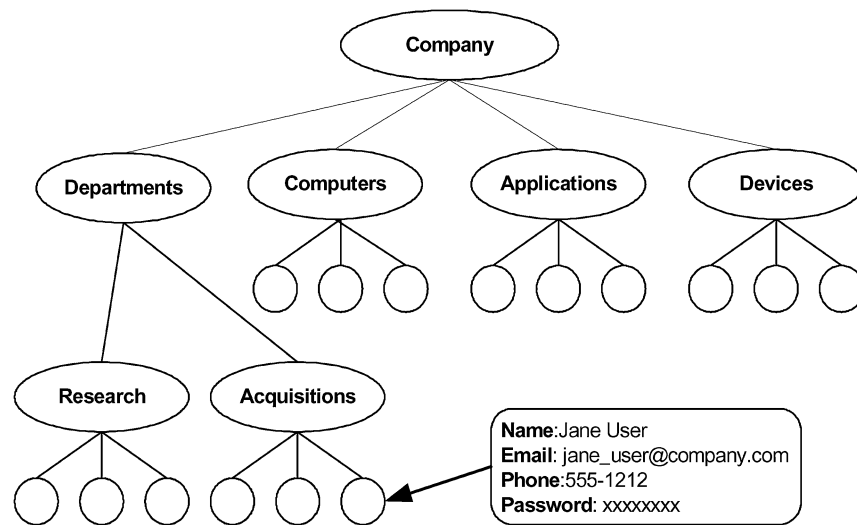 Company
Departments
Computers
Applications
Devices
Research
Acquisitions
Name:Jane User
Email: jane_user@company.com
Phone:555-1212
Password: xxxxxxxx